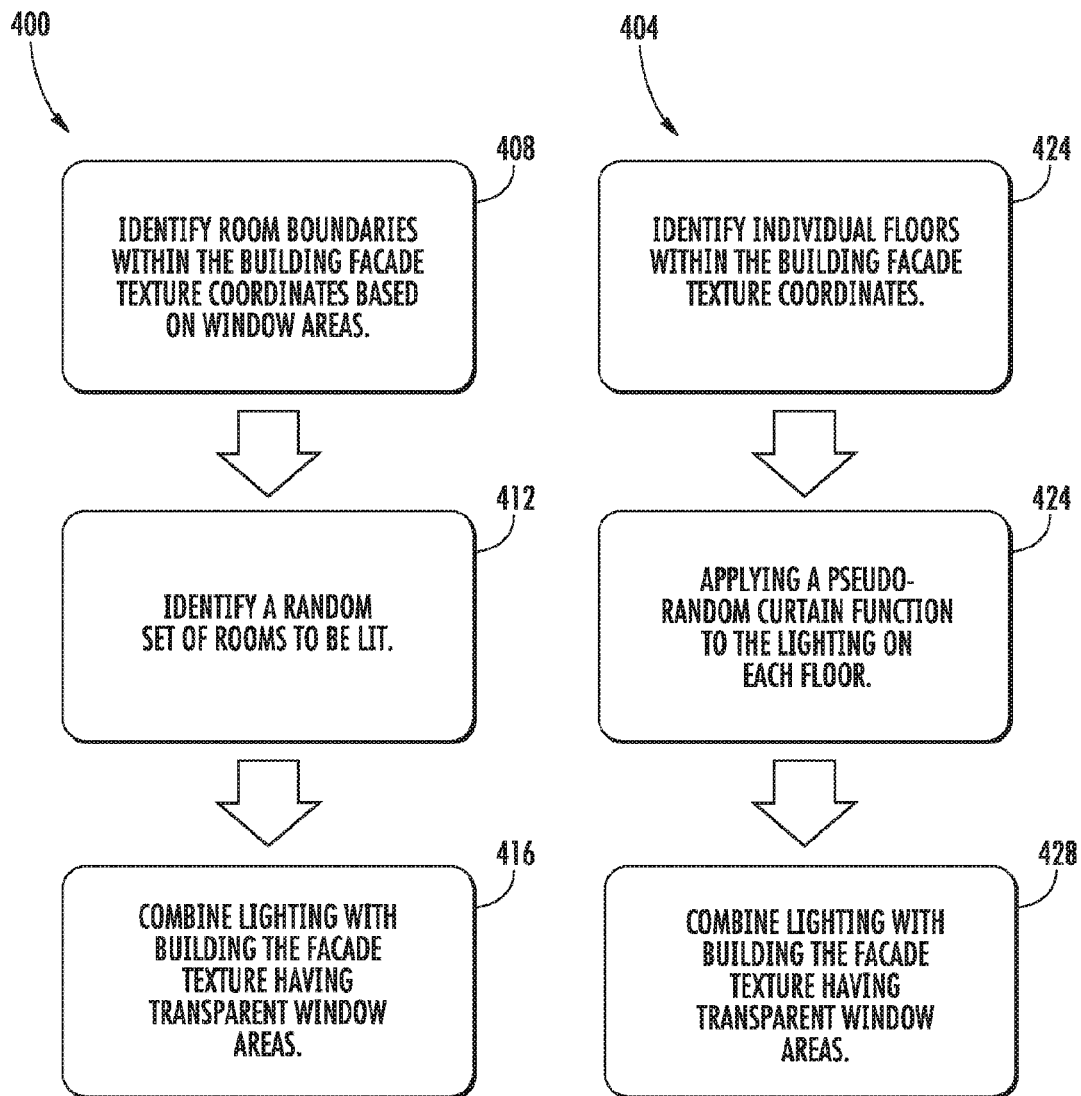 400
408
IDENTIFY ROOM BOUNDARIES
WITHIN THE BUILDING FACADE
TEXTURE COORDINATES BASED
ON WINDOW AREAS.
412
IDENTIFY A RANDOM
SET OF ROOMS TO BE LIT.
416
COMBINE LIGHTING WITH
BUILDING THE FACADE
TEXTURE HAVING
TRANSPARENT WINDOW
AREAS.
404
424
IDENTIFY INDIVIDUAL FLOORS
WITHIN THE BUILDING FACADE
TEXTURE COORDINATES.
424
APPLYING A PSEUDO-
RANDOM CURTAIN FUNCTION
TO THE LIGHTING ON
EACH FLOOR.
428
COMBINE LIGHTING WITH
BUILDING THE FACADE
TEXTURE HAVING
TRANSPARENT WINDOW
AREAS.